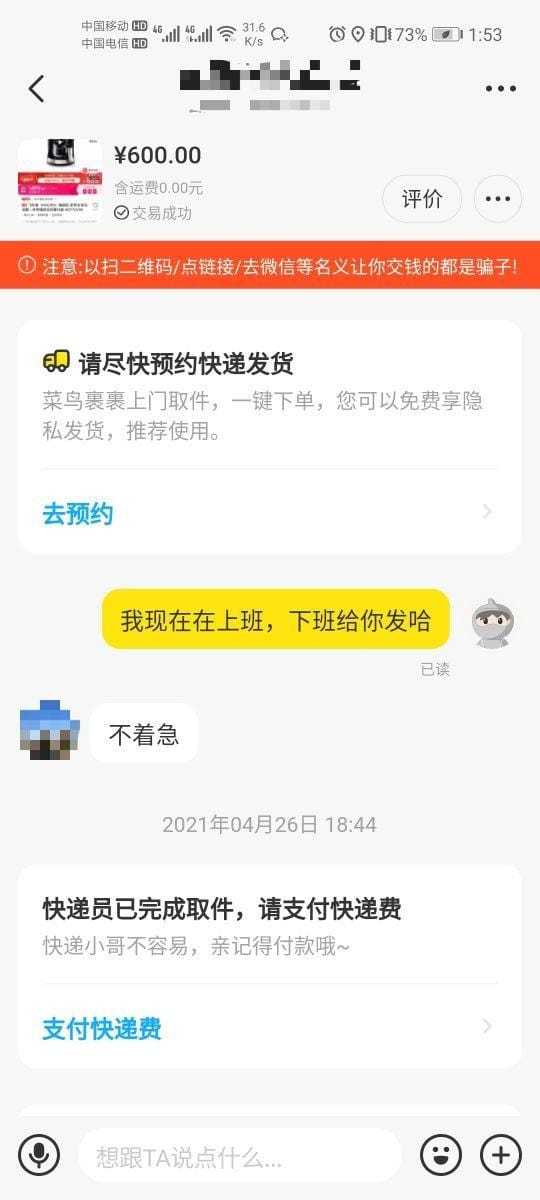 中国移动 HD 4G 4G 31.6 K/s 73% 1:53
中国电信 HD
¥600.00
含运费0.00元
交易成功
评价
注意:以扫二维码/点链接/去微信等名义让你交钱的都是骗子!
请尽快预约快递发货
菜鸟裹裹上门取件，一键下单，您可以免费享隐
私发货，推荐使用。
去预约
我现在在上班，下班给你发哈
已读
不着急
2021年04月26日 18:44
快递员已完成取件，请支付快递费
快递小哥不容易，亲记得付款哦~
支付快递费
想跟TA说点什么...